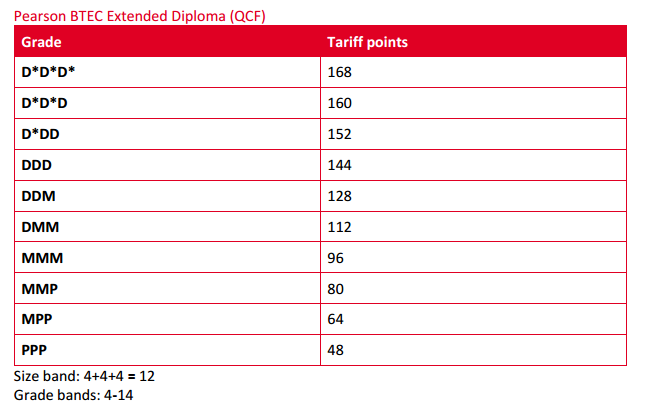 Pearson BTEC Extended Diploma (QCF)
Grade Tariff points
D*D*D* 168
D*D*D 160
D*DD 152
DDD 144
DDM 128
DMM 112
MMM 96
MMP 80
MPP 64
PPP 48
Size band: 4+4+4 = 12
Grade bands: 4-14